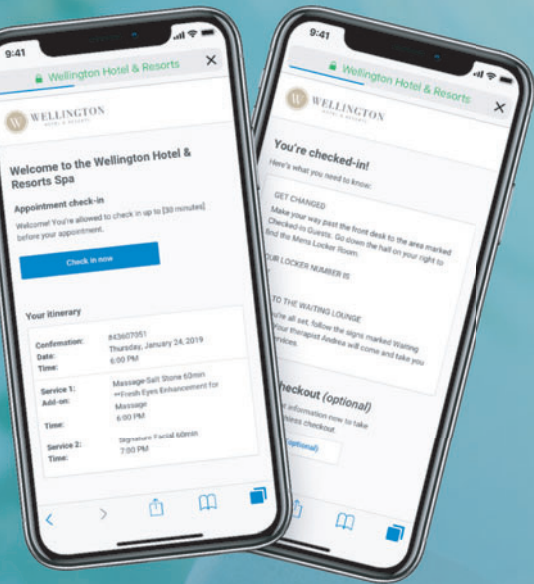 9:41
Wellington Hotel & Resorts
W WELLINGTON
HOTEL & RESORTS
Welcome to the Wellington Hotel &
Resorts Spa
Appointment check-in
Welcome! You're allowed to check in up to [30 minutes]
before your appointment.
Check in now
Your itinerary
Confirmation: #43607051
Date: Thursday, January 24, 2019
Time: 6:00 PM
Service 1: Massage-Salt Stone 60min
Add-on: **Fresh Eyes Enhancement for
Massage
Time: 6:00 PM
Service 2: Signature Facial 60min
Time: 7:00 PM
9:41
Wellington Hotel & Resorts
W WELLINGTON
HOTEL & RESORTS
You're checked-in!
Here's what you need to know:
GET CHANGED
Make your way past the front desk to the area marked
Checked-in Guests. Go down the hall on your right to
find the Mens Locker Room.
OUR LOCKER NUMBER IS
TO THE WAITING LOUNGE
're all set, follow the signs marked Waiting
Your therapist Andrea will come and take you
ervices.
heckout (optional)
t information now to take
ress checkout
optional)